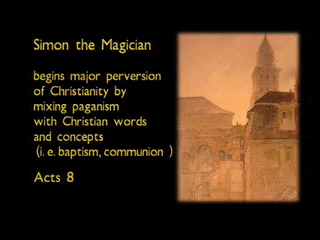 Simon the Magician
begins major perversion
of Christianity by
mixing paganism
with Christian words
and concepts
(i. e. baptism, communion )
Acts 8